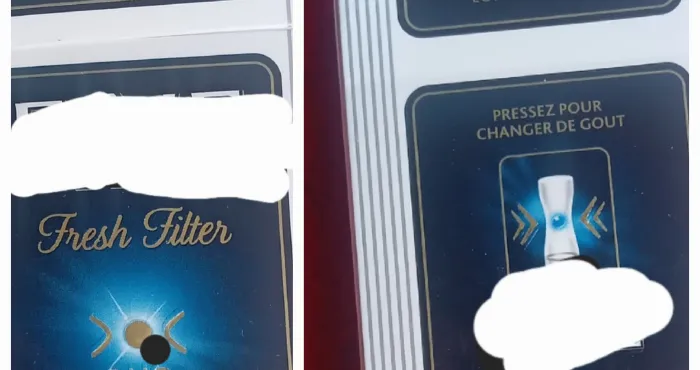 Fresh Filter
PRESSEZ POUR
CHANGER DE GOUT